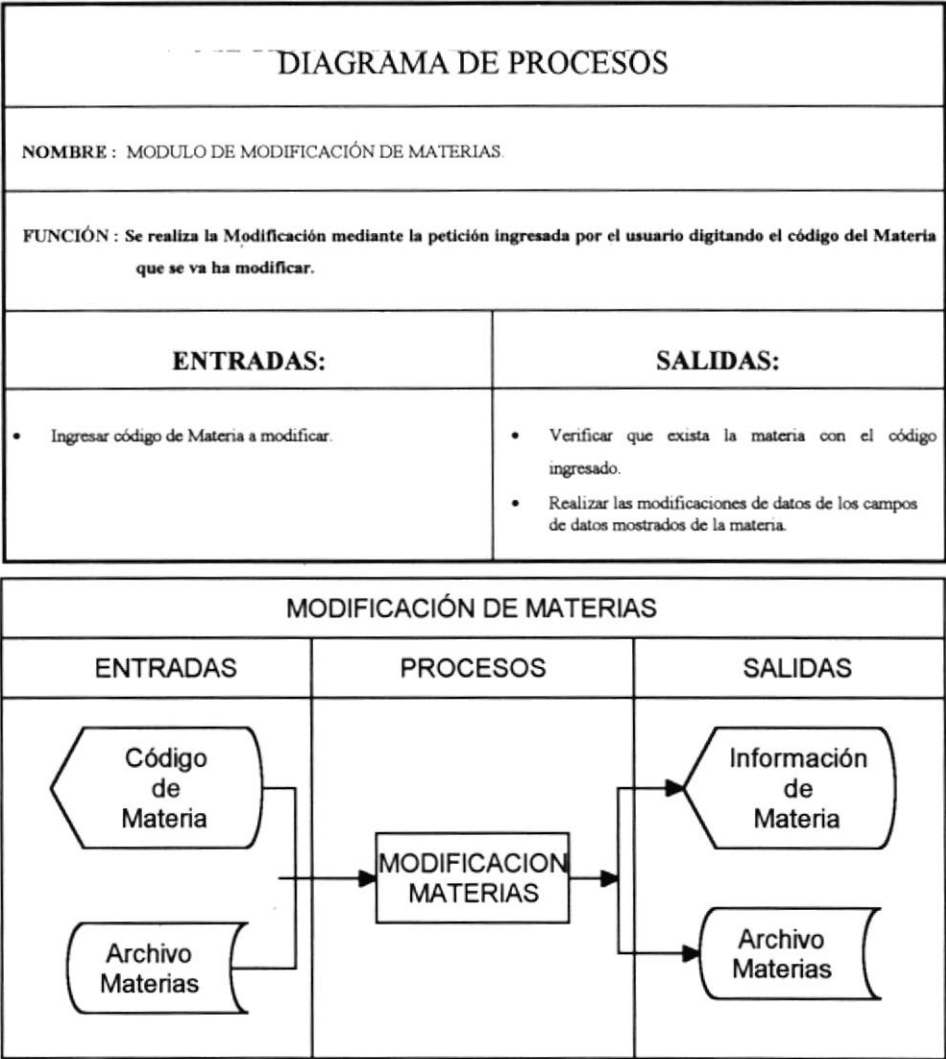 DIAGRAMA DE PROCESOS
NOMBRE : MODULO DE MODIFICACIÓN DE MATERIAS.
FUNCIÓN : Se realiza la Modificación mediante la petición ingresada por el usuario digitando el código del Materia
que se va ha modificar.
ENTRADAS:
SALIDAS:
• Ingresar código de Materia a modificar.
• Verificar que exista la materia con el código
ingresado.
• Realizar las modificaciones de datos de los campos
de datos mostrados de la materia.
MODIFICACIÓN DE MATERIAS
ENTRADAS
PROCESOS
SALIDAS
Código
de
Materia
Archivo
Materias
MODIFICACION
MATERIAS
Información
de
Materia
Archivo
Materias